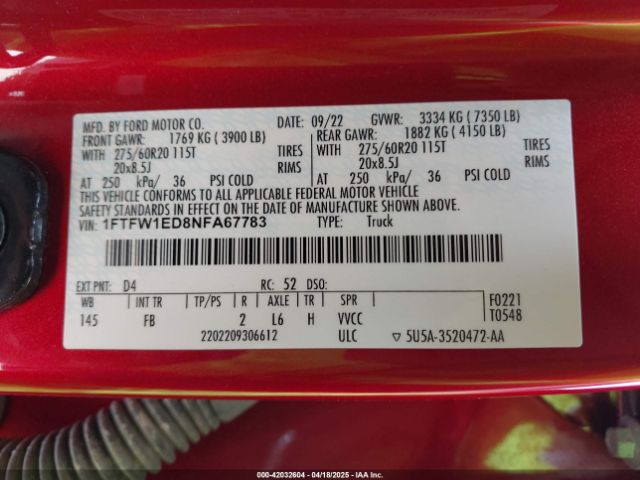 MFD. BY FORD MOTOR CO.
DATE: 09/22 GVWR: 3334 KG ( 7350 LB)
FRONT GAWR: 1769 KG ( 3900 LB)
REAR GAWR: 1882 KG ( 4150 LB)
WITH 275/60R20 115T TIRES
WITH 275/60R20 115T TIRES
20x8.5J RIMS
20x8.5J RIMS
AT 250 kPa/ 36 PSI COLD
AT 250 kPa/ 36 PSI COLD
THIS VEHICLE CONFORMS TO ALL APPLICABLE FEDERAL MOTOR VEHICLE
SAFETY STANDARDS IN EFFECT ON THE DATE OF MANUFACTURE SHOWN ABOVE.
VIN: 1FTFW1ED8NFA67783 TYPE: Truck
EXT PNT: D4 RC: 52 DSO:
WB INT TR TP/PS R AXLE TR SPR F0221
145 FB 2 L6 H VVCC T0548
2202209306612 ULC ▽ 5U5A-3520472-AA
000-42032604 - 04/18/2025 - IAA, Inc.